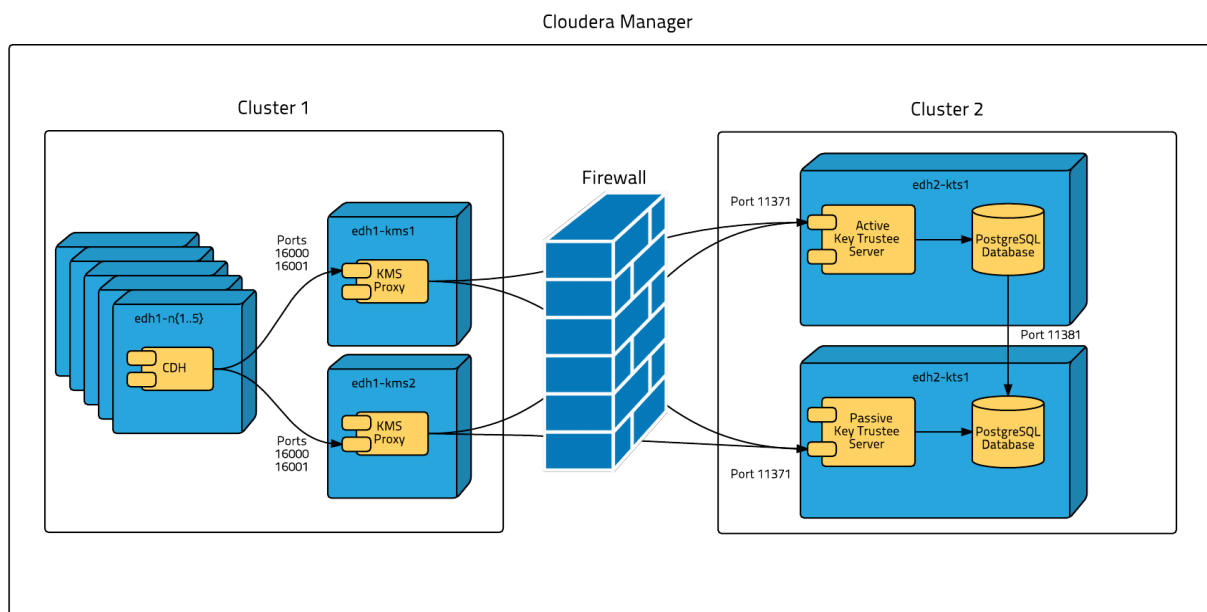 Cloudera Manager
Cluster 1
Cluster 2
Firewall
Ports
16000
16001
edh1-kms1
KMS
Proxy
edh1-n{1..5}
CDH
edh1-kms2
KMS
Proxy
Ports
16000
16001
Port 11371
edh2-kts1
Active
Key Trustee
Server
PostgreSQL
Database
Port 11381
edh2-kts1
Passive
Key Trustee
Server
PostgreSQL
Database
Port 11371